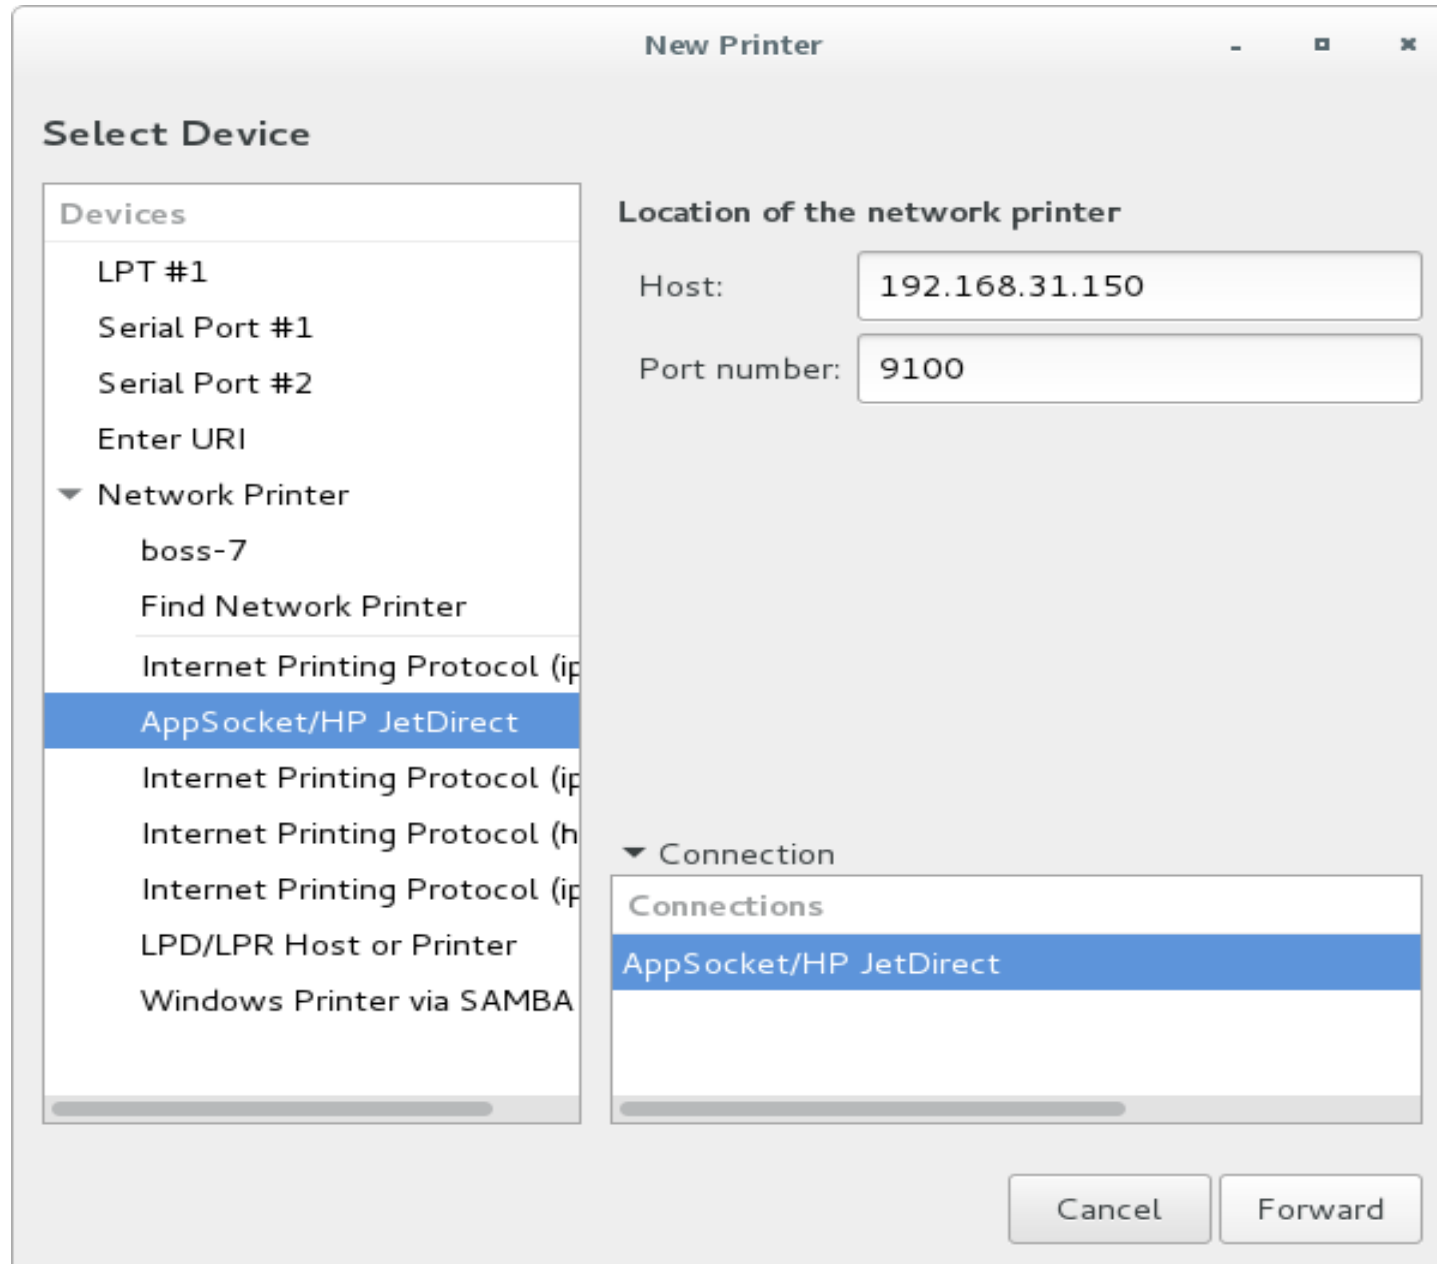 New Printer
Select Device
Devices
LPT #1
Serial Port #1
Serial Port #2
Enter URI
Network Printer
boss-7
Find Network Printer
Internet Printing Protocol (ip
AppSocket/HP JetDirect
Internet Printing Protocol (ip
Internet Printing Protocol (h
Internet Printing Protocol (ip
LPD/LPR Host or Printer
Windows Printer via SAMBA
Location of the network printer
Host: 192.168.31.150
Port number: 9100
Connection
Connections
AppSocket/HP JetDirect
Cancel Forward